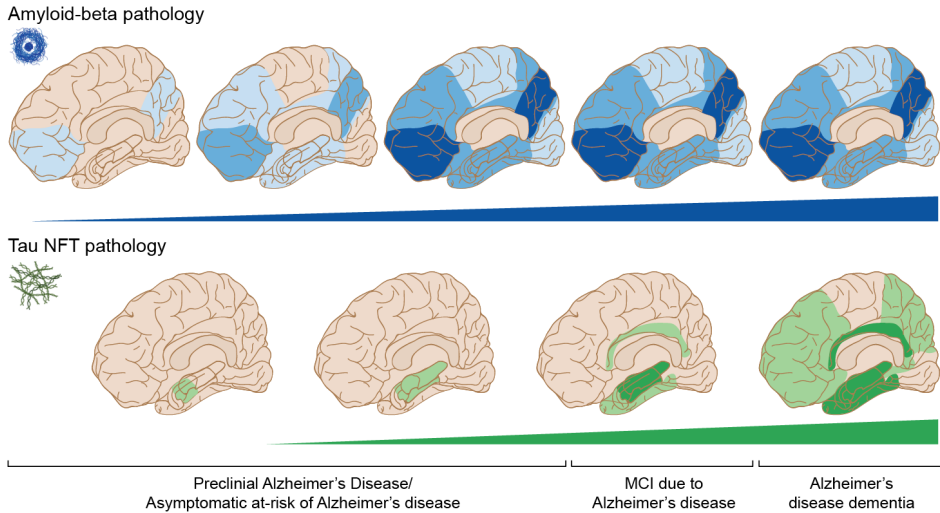 Amyloid-beta pathology
Tau NFT pathology
Preclinial Alzheimer's Disease/
Asymptomatic at-risk of Alzheimer's disease
MCI due to
Alzheimer's disease
Alzheimer's
disease dementia